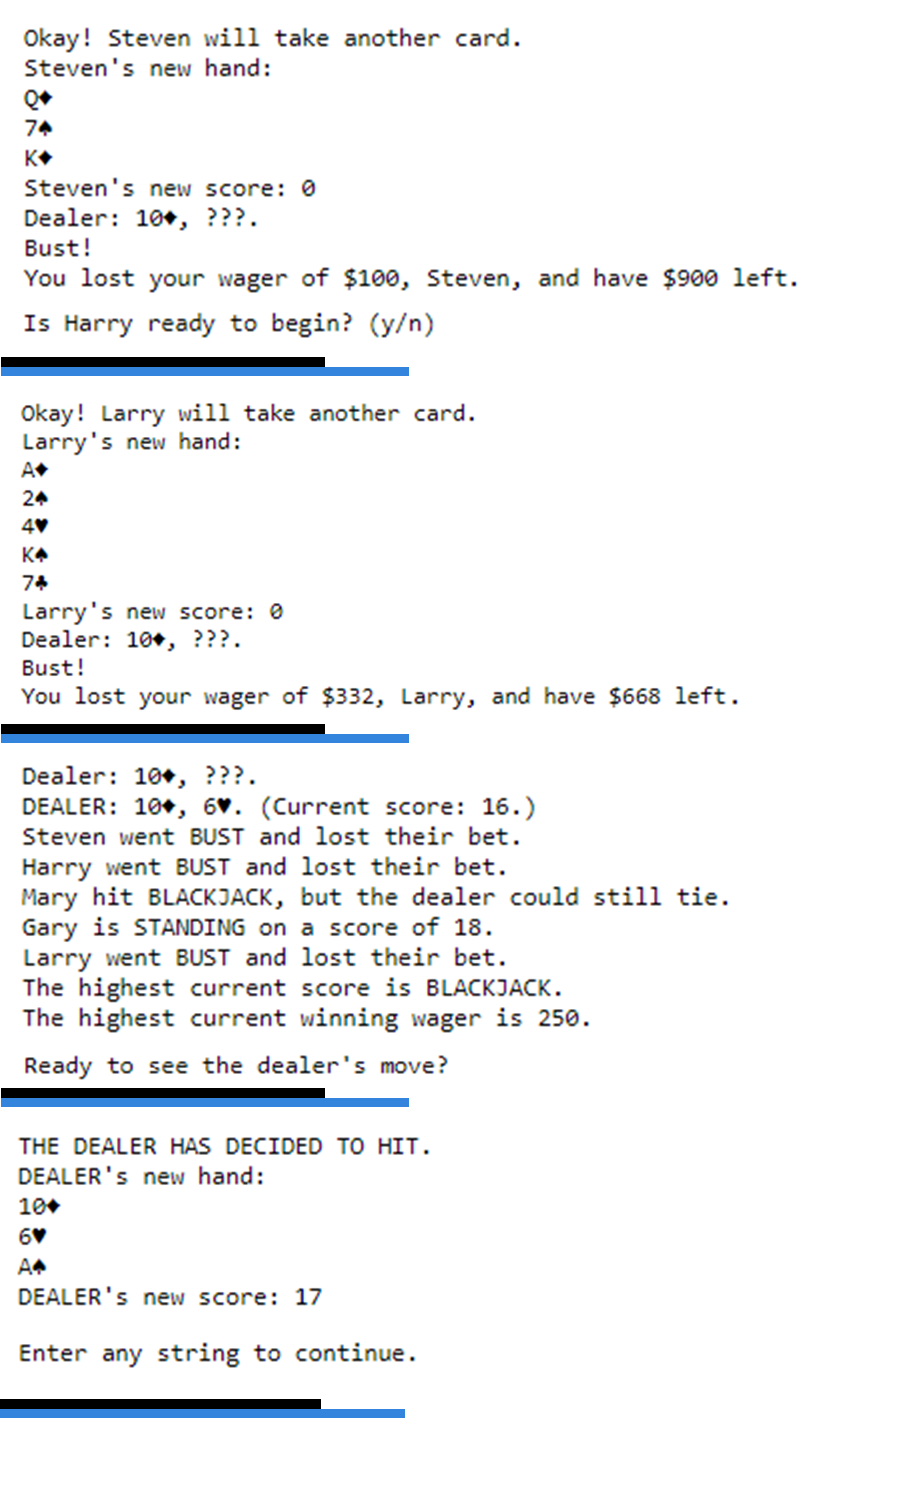 Okay! Steven will take another card.
Steven's new hand:
Q♦
7♠
K♦
Steven's new score: 0
Dealer: 10♦, ???.
Bust!
You lost your wager of $100, Steven, and have $900 left.
Is Harry ready to begin? (y/n)
Okay! Larry will take another card.
Larry's new hand:
A♦
2♠
4♥
K♠
7♣
Larry's new score: 0
Dealer: 10♦, ???.
Bust!
You lost your wager of $332, Larry, and have $668 left.
Dealer: 10♦, ???.
DEALER: 10♦, 6♥. (Current score: 16.)
Steven went BUST and lost their bet.
Harry went BUST and lost their bet.
Mary hit BLACKJACK, but the dealer could still tie.
Gary is STANDING on a score of 18.
Larry went BUST and lost their bet.
The highest current score is BLACKJACK.
The highest current winning wager is 250.
Ready to see the dealer's move?
THE DEALER HAS DECIDED TO HIT.
DEALER's new hand:
10♦
6♥
A♠
DEALER's new score: 17
Enter any string to continue.